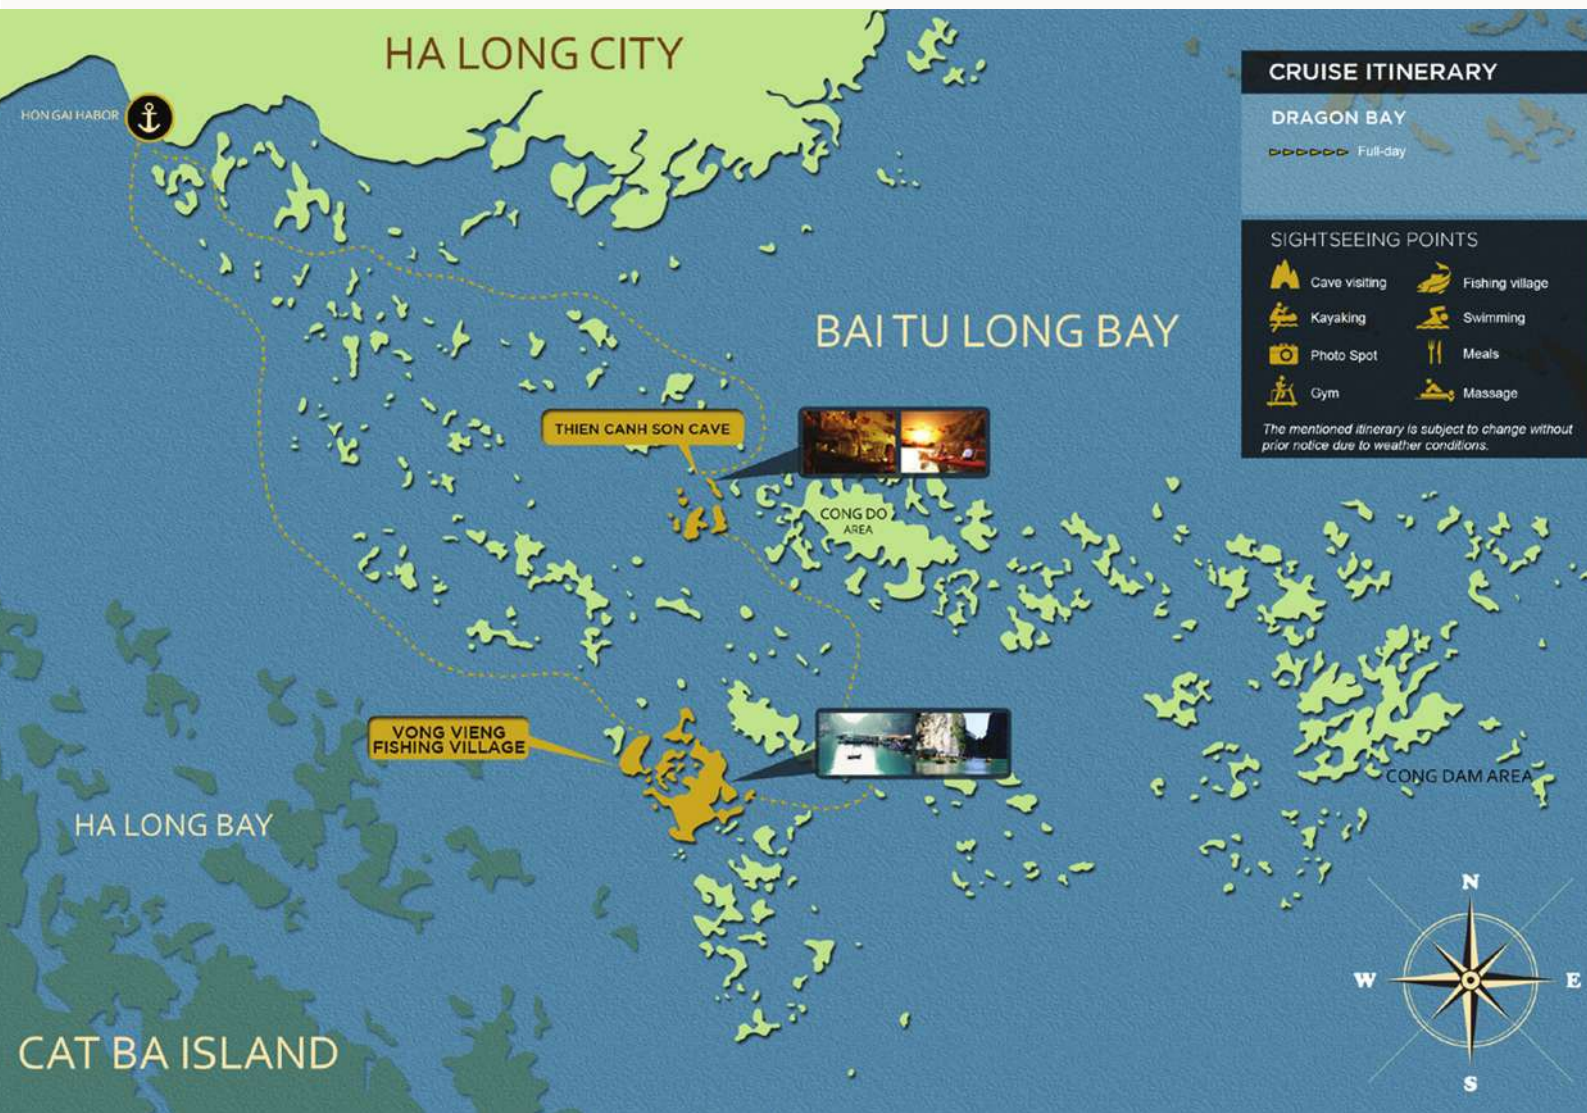 HA LONG CITY
HON GAI HABOR
CRUISE ITINERARY
DRAGON BAY
Full-day
SIGHTSEEING POINTS
Cave visiting
Fishing village
Kayaking
Swimming
Photo Spot
Meals
Gym
Massage
The mentioned itinerary is subject to change without
prior notice due to weather conditions.
BAI TU LONG BAY
THIEN CANH SON CAVE
CONG DO
AREA
VONG VIENG
FISHING VILLAGE
CONG DAM AREA
HA LONG BAY
CAT BA ISLAND
N
W
E
S